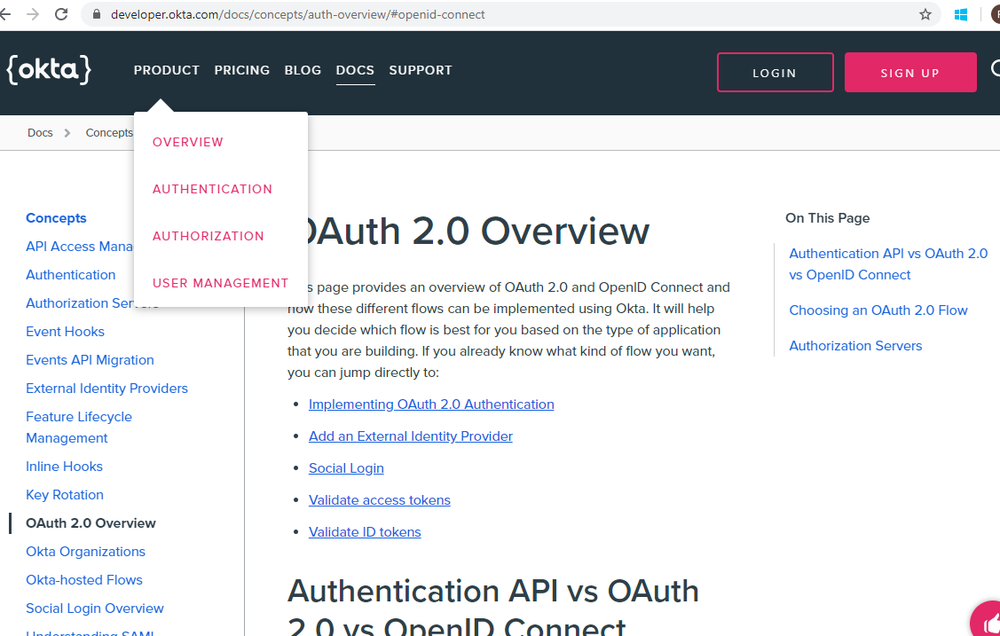 developer.okta.com/docs/concepts/auth-overview/#openid-connect
{okta}
PRODUCT PRICING BLOG DOCS SUPPORT
LOGIN
SIGN UP
Docs
Concepts
OVERVIEW
AUTHENTICATION
AUTHORIZATION
USER MANAGEMENT
Concepts
API Access Mana
Authentication
Authorization Servers
Event Hooks
Events API Migration
External Identity Providers
Feature Lifecycle
Management
Inline Hooks
Key Rotation
OAuth 2.0 Overview
Okta Organizations
Okta-hosted Flows
Social Login Overview
Understanding SAML
OAuth 2.0 Overview
s page provides an overview of OAuth 2.0 and OpenID Connect and
how these different flows can be implemented using Okta. It will help
you decide which flow is best for you based on the type of application
that you are building. If you already know what kind of flow you want,
you can jump directly to:
• Implementing OAuth 2.0 Authentication
• Add an External Identity Provider
• Social Login
• Validate access tokens
• Validate ID tokens
Authentication API vs OAuth
2.0 vs OpenID Connect
On This Page
Authentication API vs OAuth 2.0
vs OpenID Connect
Choosing an OAuth 2.0 Flow
Authorization Servers